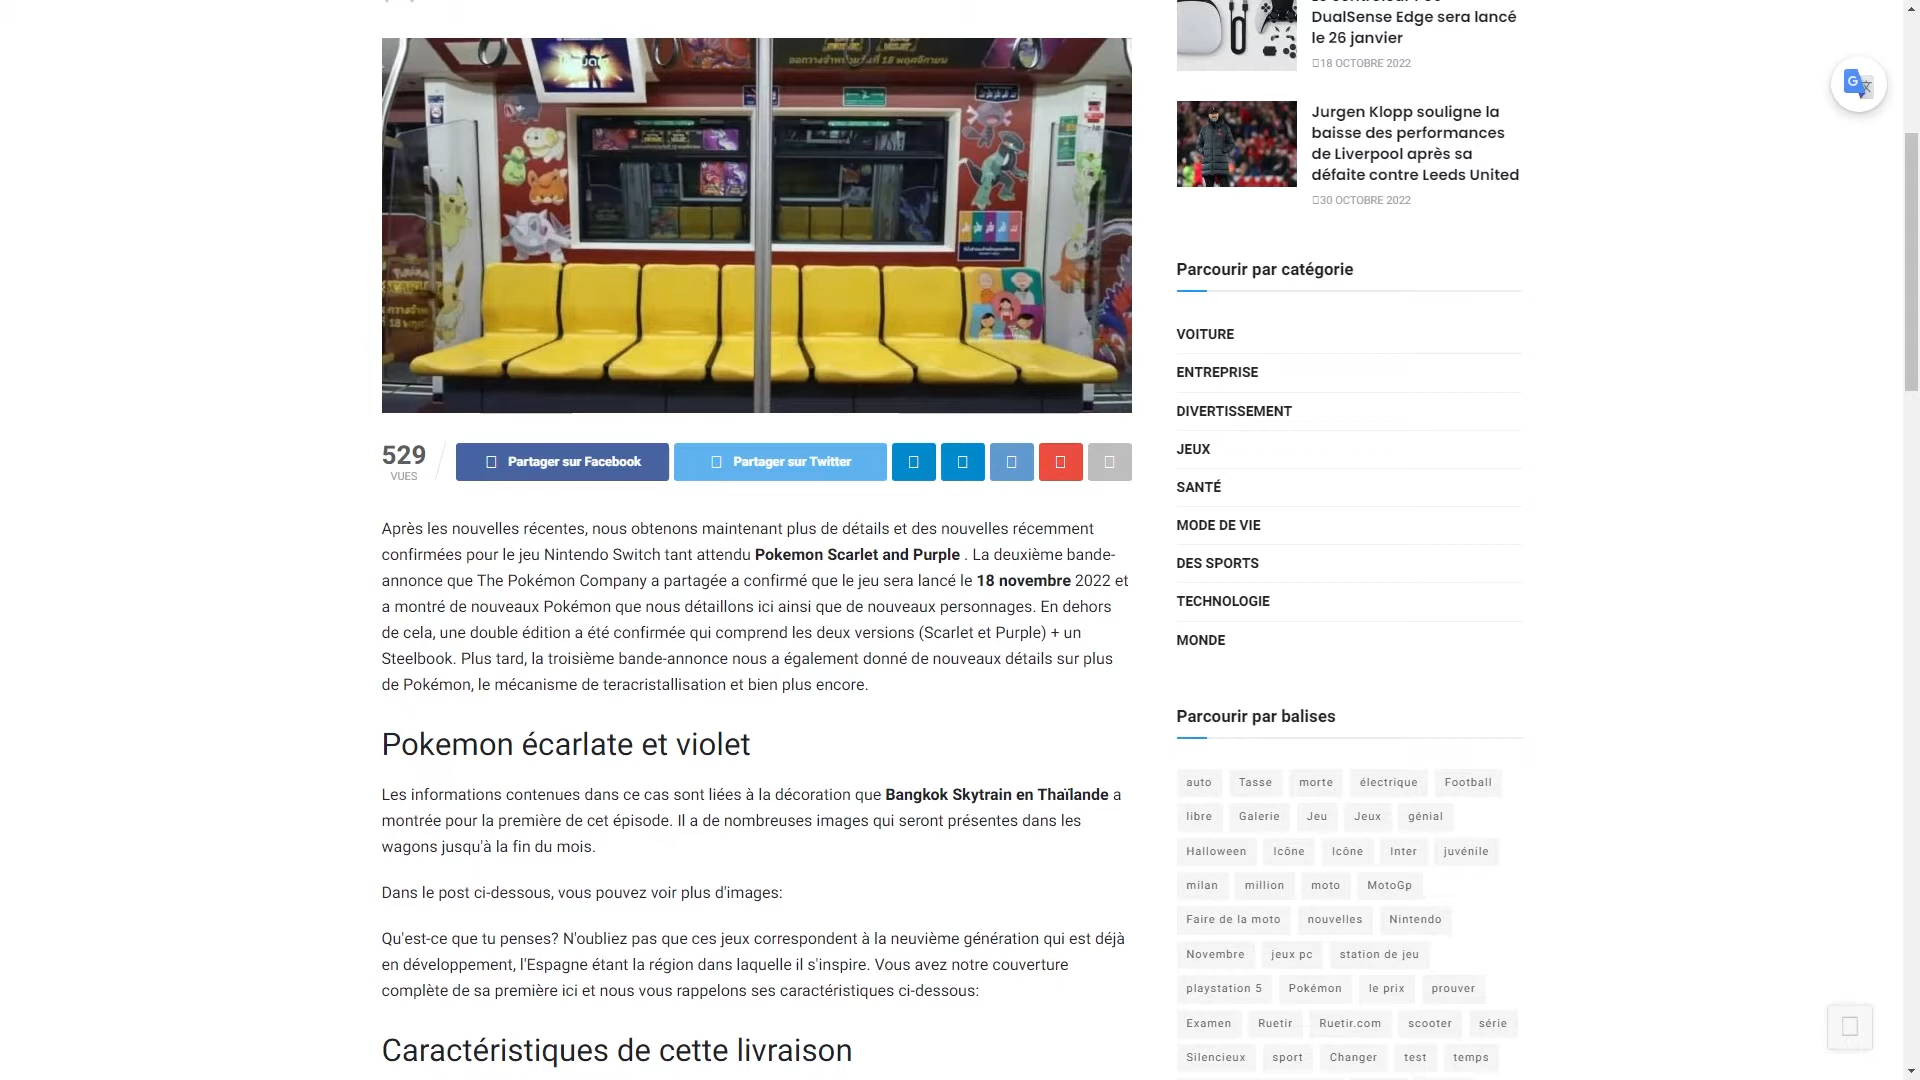 DualSense Edge sera lancé
le 26 janvier
18 OCTOBRE 2022
Jurgen Klopp souligne la
baisse des performances
de Liverpool après sa
défaite contre Leeds United
30 OCTOBRE 2022
Parcourir par catégorie
VOITURE
ENTREPRISE
DIVERTISSEMENT
JEUX
SANTÉ
MODE DE VIE
DES SPORTS
TECHNOLOGIE
MONDE
Parcourir par balises
auto Tasse morte électrique Football
libre Galerie Jeu Jeux génial
Halloween Icône Icône Inter juvénile
milan million moto MotoGp
Faire de la moto nouvelles Nintendo
Novembre jeux pc station de jeu
playstation 5 Pokémon le prix prouver
Examen Ruetir Ruetir.com scooter série
Silencieux sport Changer test temps
529
VUES
Partager sur Facebook
Partager sur Twitter
Après les nouvelles récentes, nous obtenons maintenant plus de détails et des nouvelles récemment
confirmées pour le jeu Nintendo Switch tant attendu Pokemon Scarlet and Purple . La deuxième bande-
annonce que The Pokémon Company a partagée a confirmé que le jeu sera lancé le 18 novembre 2022 et
a montré de nouveaux Pokémon que nous détaillons ici ainsi que de nouveaux personnages. En dehors
de cela, une double édition a été confirmée qui comprend les deux versions (Scarlet et Purple) + un
Steelbook. Plus tard, la troisième bande-annonce nous a également donné de nouveaux détails sur plus
de Pokémon, le mécanisme de teracristallisation et bien plus encore.
Pokemon écarlate et violet
Les informations contenues dans ce cas sont liées à la décoration que Bangkok Skytrain en Thaïlande a
montrée pour la première de cet épisode. Il a de nombreuses images qui seront présentes dans les
wagons jusqu'à la fin du mois.
Dans le post ci-dessous, vous pouvez voir plus d'images:
Qu'est-ce que tu penses? N'oubliez pas que ces jeux correspondent à la neuvième génération qui est déjà
en développement, l'Espagne étant la région dans laquelle il s'inspire. Vous avez notre couverture
complète de sa première ici et nous vous rappelons ses caractéristiques ci-dessous:
Caractéristiques de cette livraison